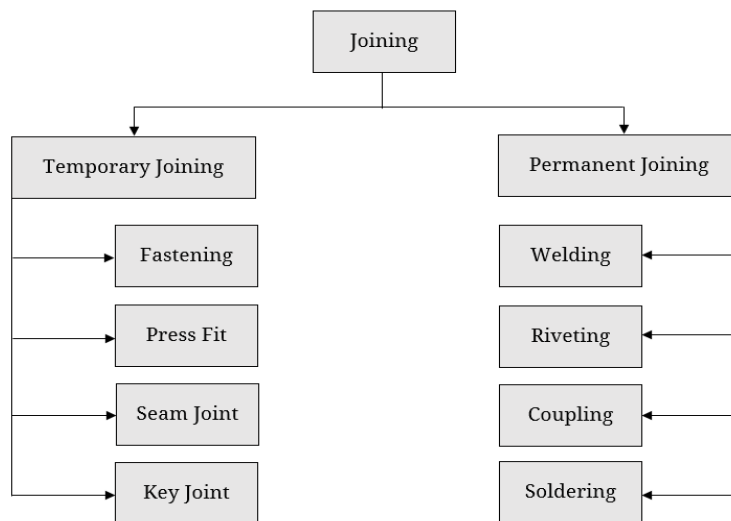 Joining
Temporary Joining
Permanent Joining
Fastening
Welding
Press Fit
Riveting
Seam Joint
Coupling
Key Joint
Soldering